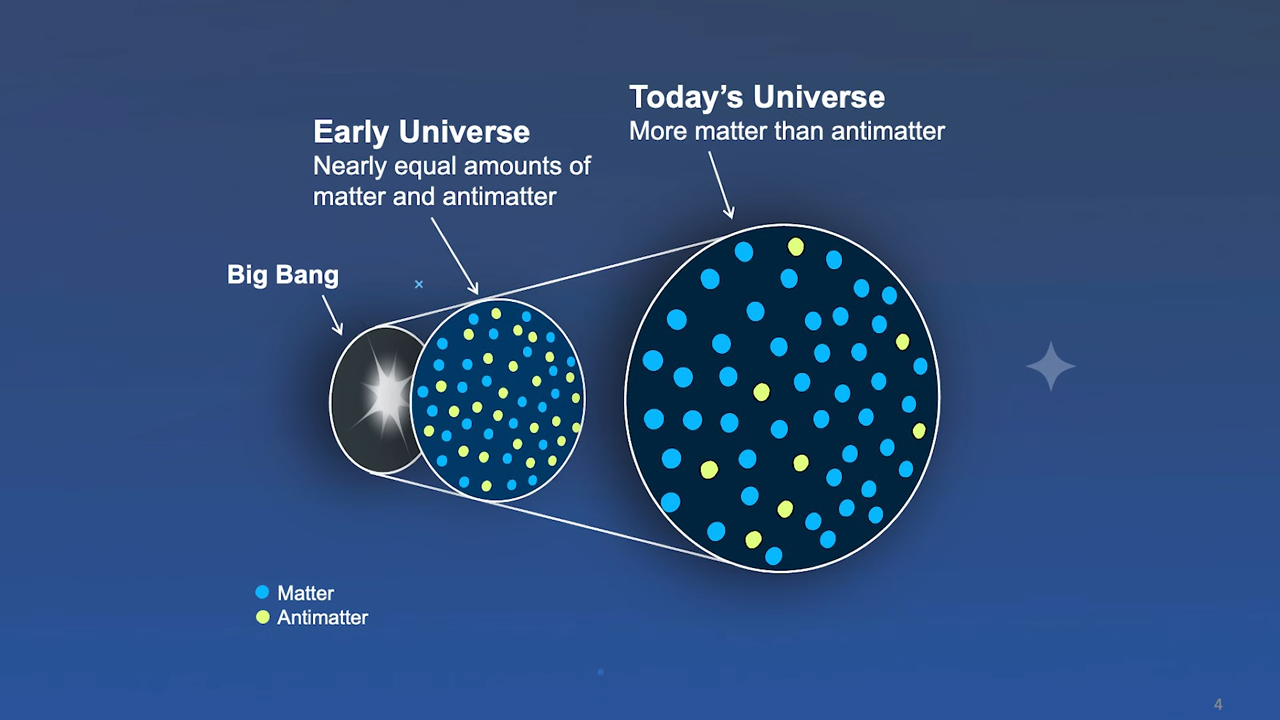 Today’s Universe
More matter than antimatter
Early Universe
Nearly equal amounts of
matter and antimatter
Big Bang
Matter
Antimatter
4